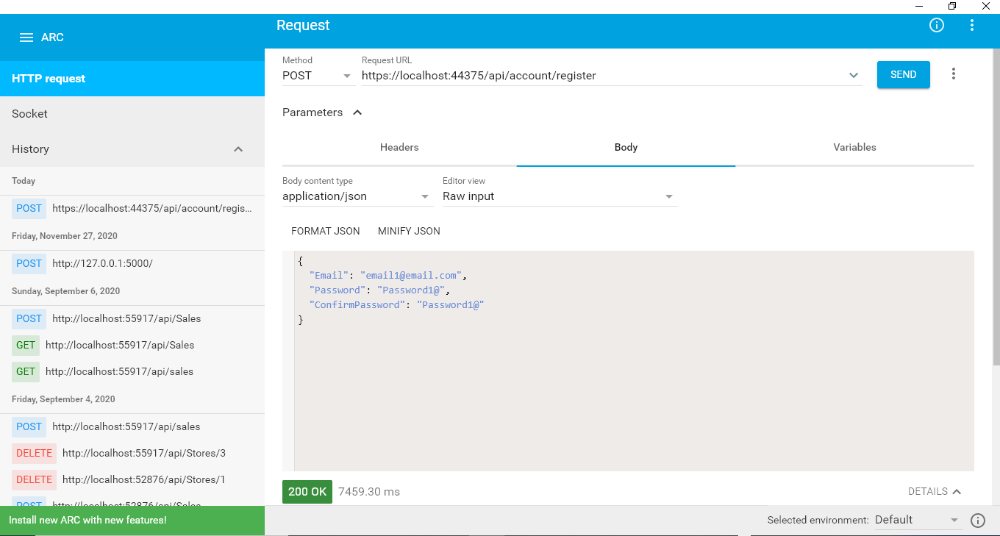 ARC
HTTP request
Socket
History
Today
POST https://localhost:44375/api/account/regis...
Friday, November 27, 2020
POST http://127.0.0.1:5000/
Sunday, September 6, 2020
POST http://localhost:55917/api/Sales
GET http://localhost:55917/api/Sales
GET http://localhost:55917/api/sales
Friday, September 4, 2020
POST http://localhost:55917/api/sales
DELETE http://localhost:55917/api/Stores/3
DELETE http://localhost:52876/api/Stores/1
POST http://localhost:52876/api/Sales
Install new ARC with new features!
Request
Method Request URL
POST https://localhost:44375/api/account/register SEND
Parameters
Headers Body Variables
Body content type Editor view
application/json Raw input
FORMAT JSON MINIFY JSON
{
"Email": "email1@email.com",
"Password": "Password1@",
"ConfirmPassword": "Password1@"
}
200 OK 7459.30 ms DETAILS
Selected environment: Default